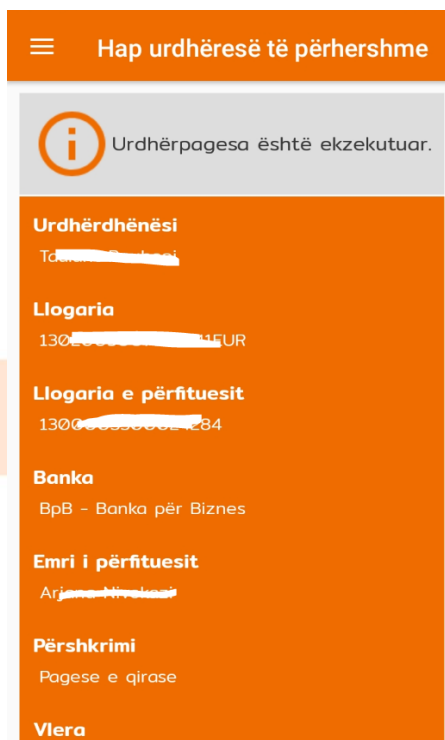 Hap urdhëresë të përhershme
Urdhërpagesa është ekzekutuar.
Urdhërdhënësi
Llogaria
Llogaria e përfituesit
Banka
BpB - Banka për Biznes
Emri i përfituesit
Përshkrimi
Pagese e qirase
Vlera